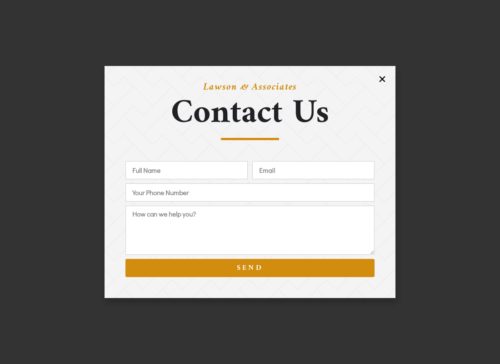 Lawson & Associates
Contact Us
Full Name
Email
Your Phone Number
How can we help you?
SEND